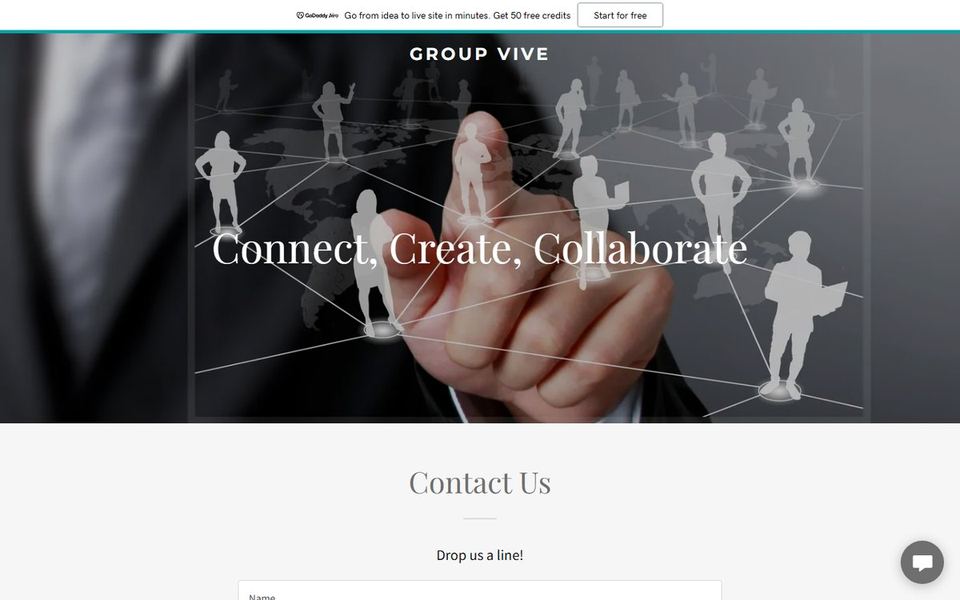 GoDaddy Airo Go from idea to live site in minutes. Get 50 free credits Start for free
GROUP VIVE
Connect, Create, Collaborate
Contact Us
Drop us a line!
Name